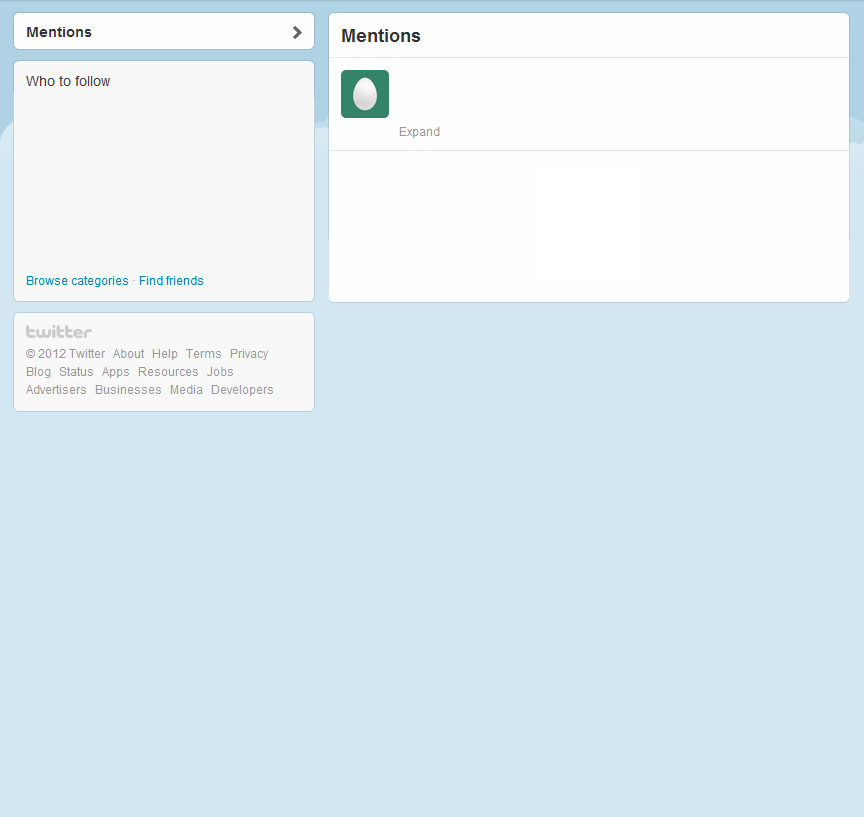 Mentions
Who to follow
Browse categories · Find friends
twitter
© 2012 Twitter About Help Terms Privacy
Blog Status Apps Resources Jobs
Advertisers Businesses Media Developers
Mentions
Expand